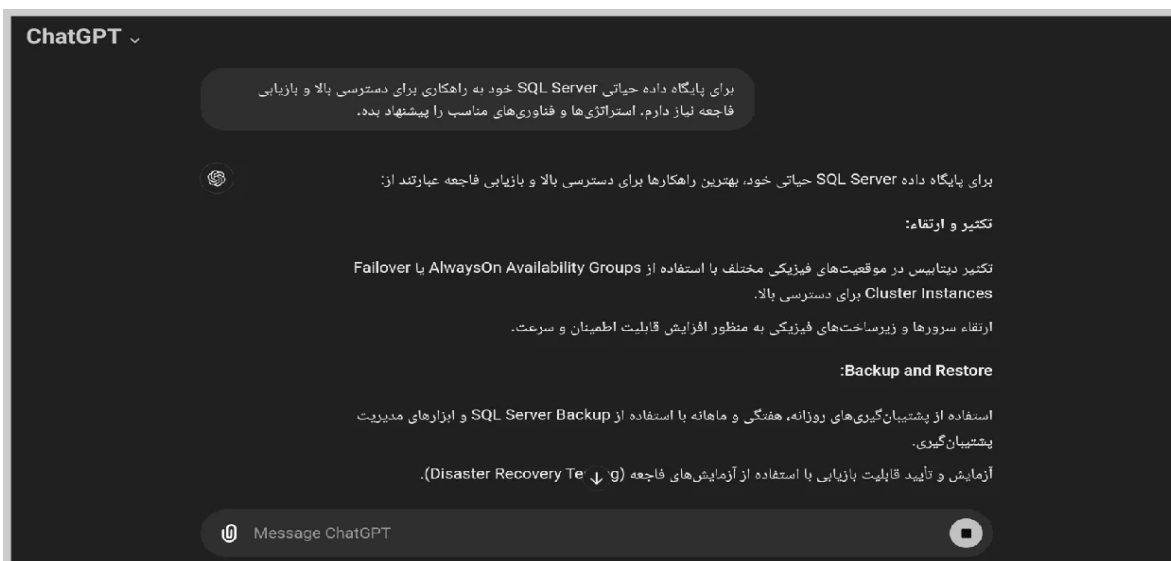 ChatGPT
برای پایگاه داده حیاتی SQL Server خود به راهکاری برای دسترسی بالا و بازیابی
فاجعه نیاز دارم. استراتژی‌ها و فناوری‌های مناسب را پیشنهاد بده.
برای پایگاه داده SQL Server حیاتی خود، بهترین راهکارها برای دسترسی بالا و بازیابی فاجعه عبارتند از:
تکثیر و ارتقاء:
تکثیر دیتابیس در موقعیت‌های فیزیکی مختلف با استفاده از AlwaysOn Availability Groups یا Failover
Cluster Instances برای دسترسی بالا.
ارتقاء سرورها و زیرساخت‌های فیزیکی به منظور افزایش قابلیت اطمینان و سرعت.
Backup and Restore:
استفاده از پشتیبان‌گیری‌های روزانه، هفتگی و ماهانه با استفاده از SQL Server Backup و ابزارهای مدیریت
پشتیبان‌گیری.
آزمایش و تأیید قابلیت بازیابی با استفاده از آزمایش‌های فاجعه (Disaster Recovery Te g).
Message ChatGPT